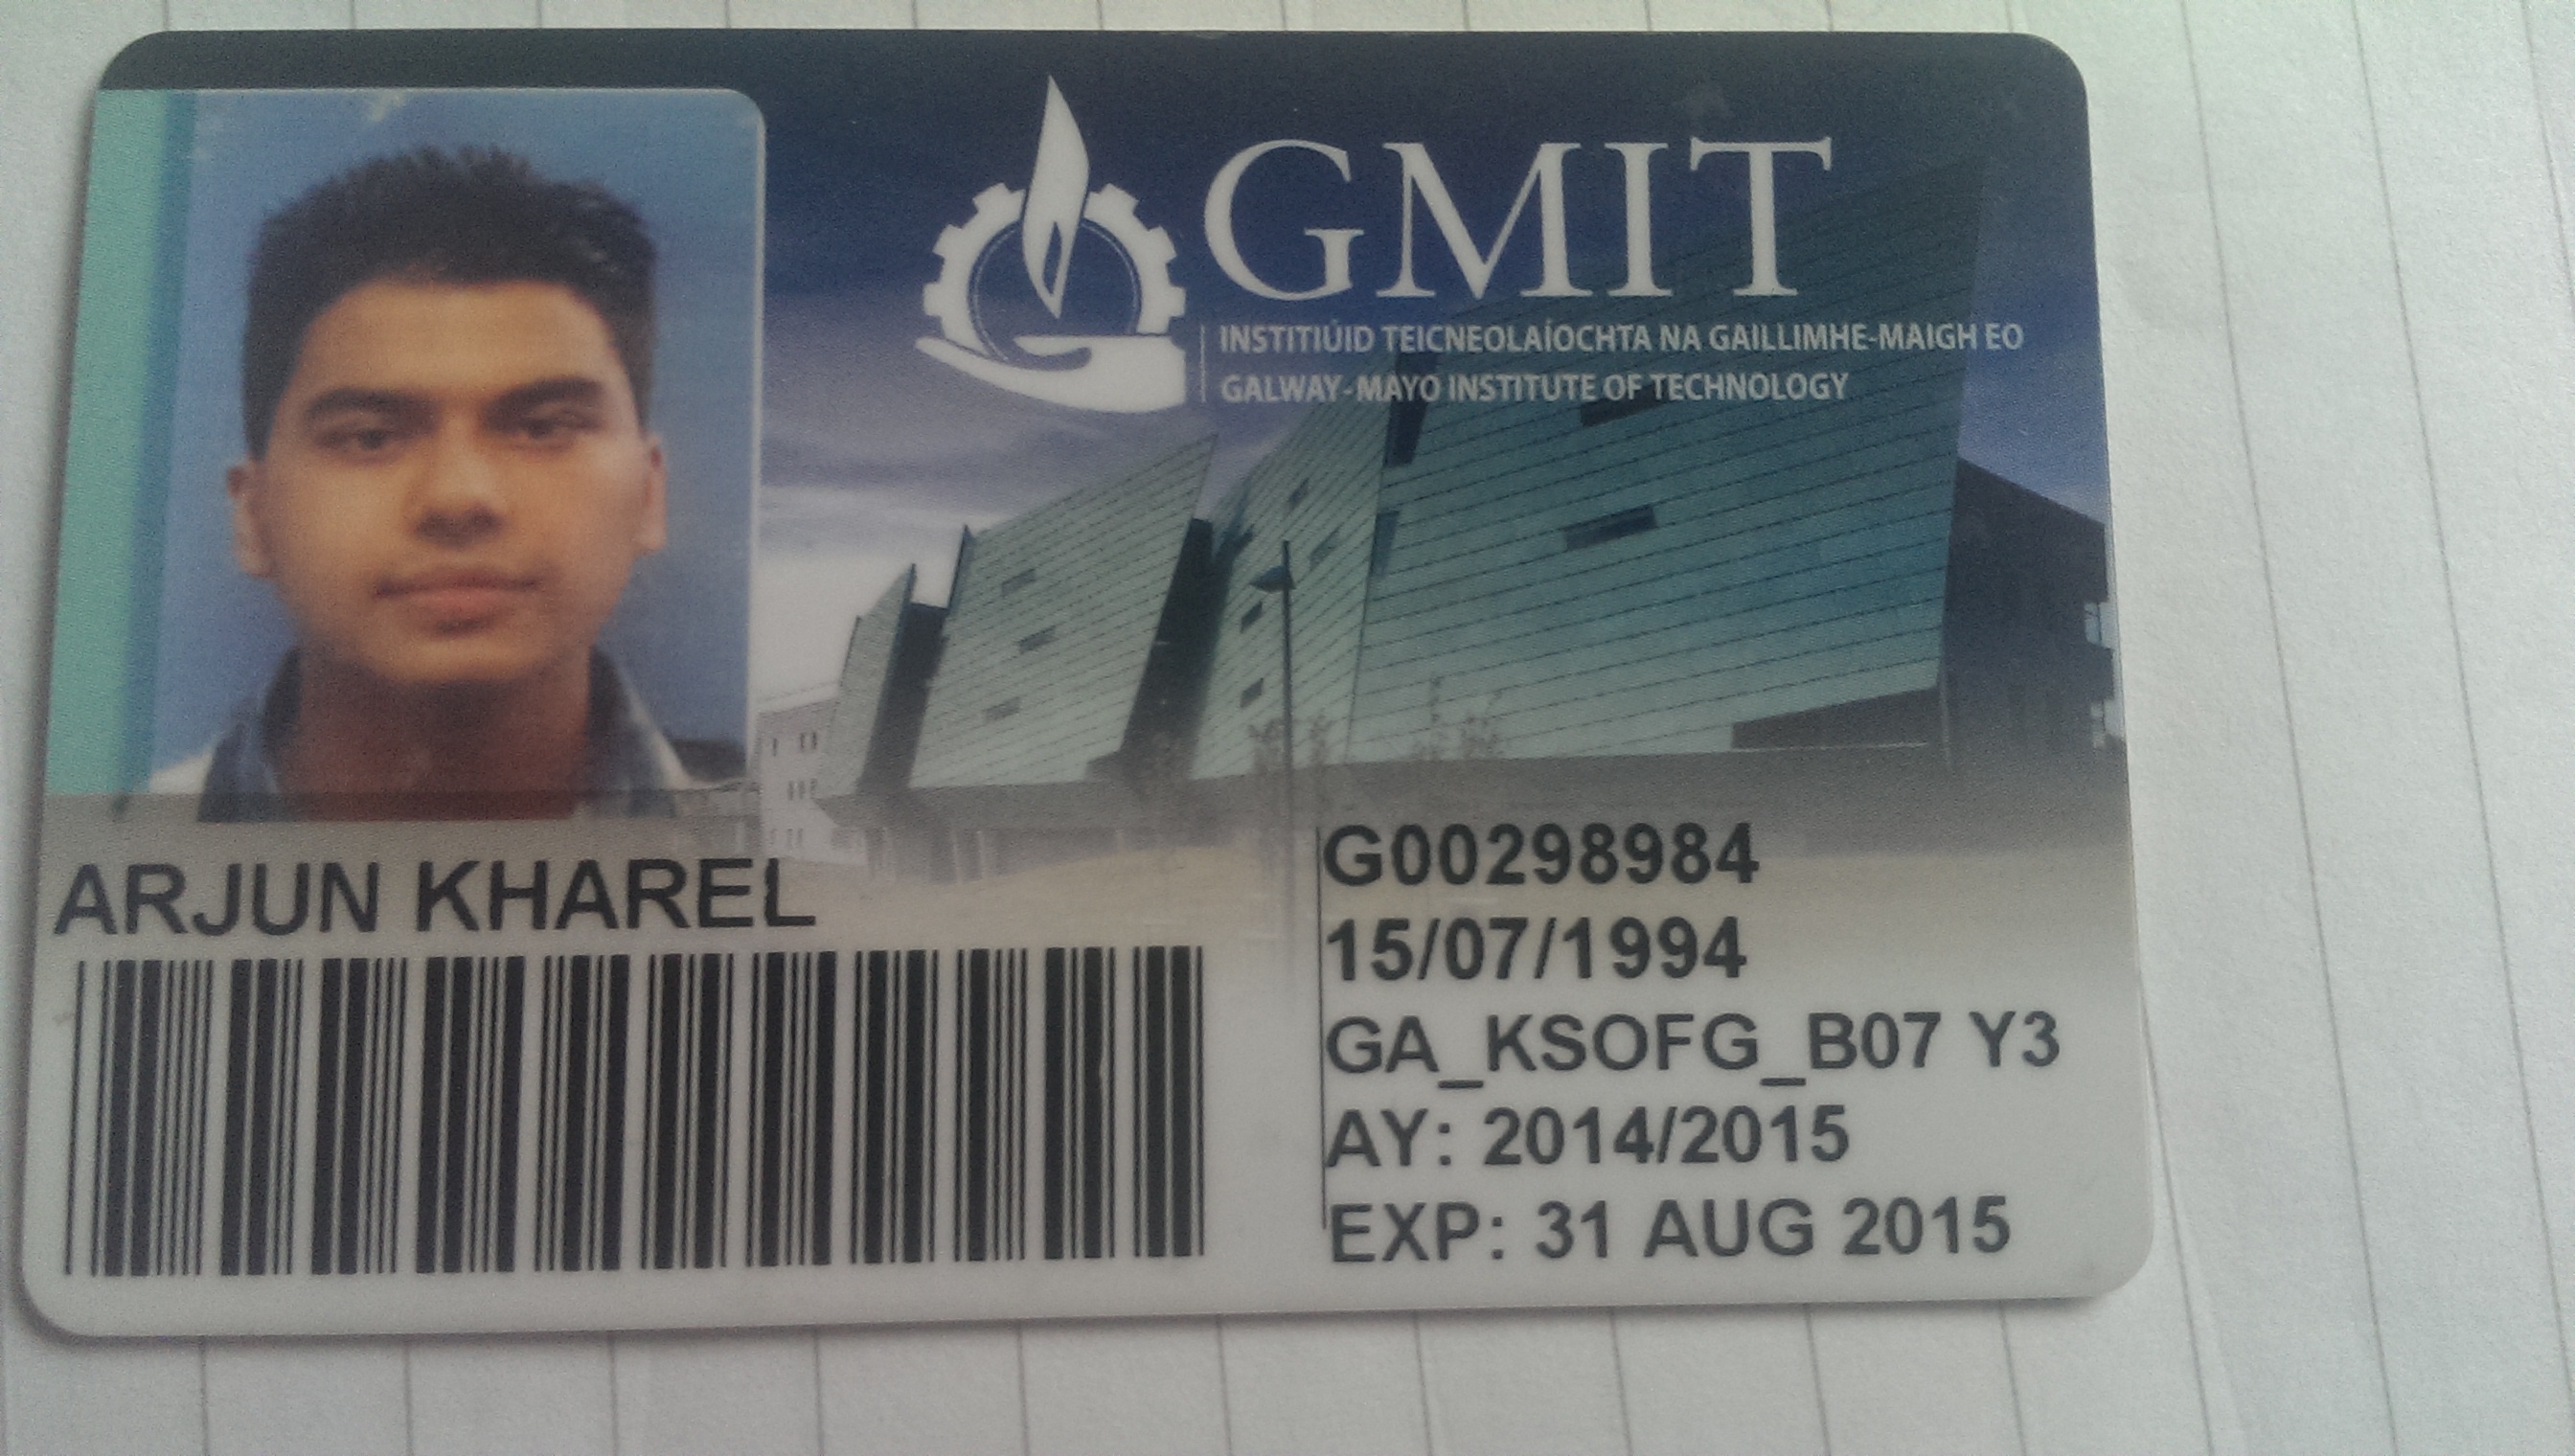 GMIT
INSTITIÚID TEICNEOLAÍOCHTA NA GAILLIMHE-MAIGH EO
GALWAY-MAYO INSTITUTE OF TECHNOLOGY
ARJUN KHAREL
G00298984
15/07/1994
GA_KSOFG_B07 Y3
AY: 2014/2015
EXP: 31 AUG 2015